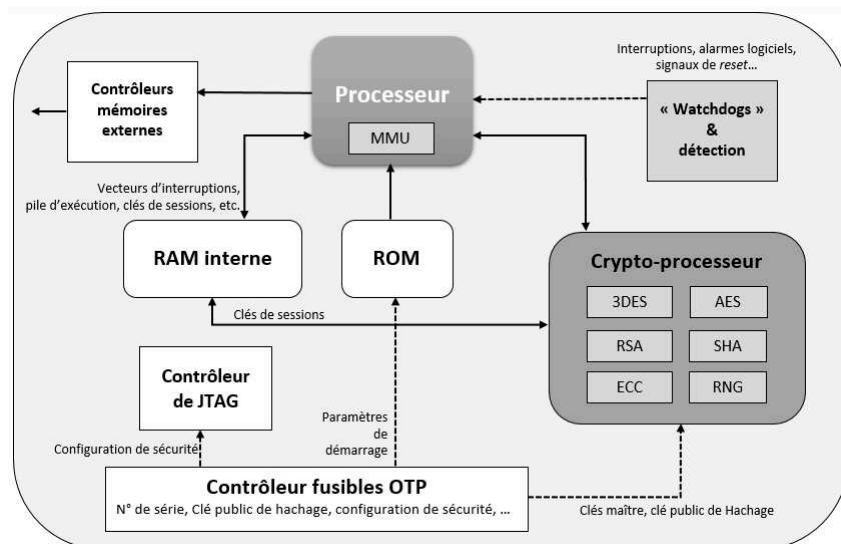 Interruptions, alarmes logiciels,
signaux de reset…
Contrôleurs
mémoires
externes
Processeur
MMU
« Watchdogs »
&
détection
Vecteurs d'interruptions,
pile d'exécution, clés de sessions, etc.
RAM interne
ROM
Crypto-processeur
3DES
AES
RSA
SHA
ECC
RNG
Clés de sessions
Contrôleur
de JTAG
Paramètres
de
démarrage
Configuration de sécurité
Contrôleur fusibles OTP
N° de série, Clé public de hachage, configuration de sécurité, …
Clés maître, clé public de Hachage